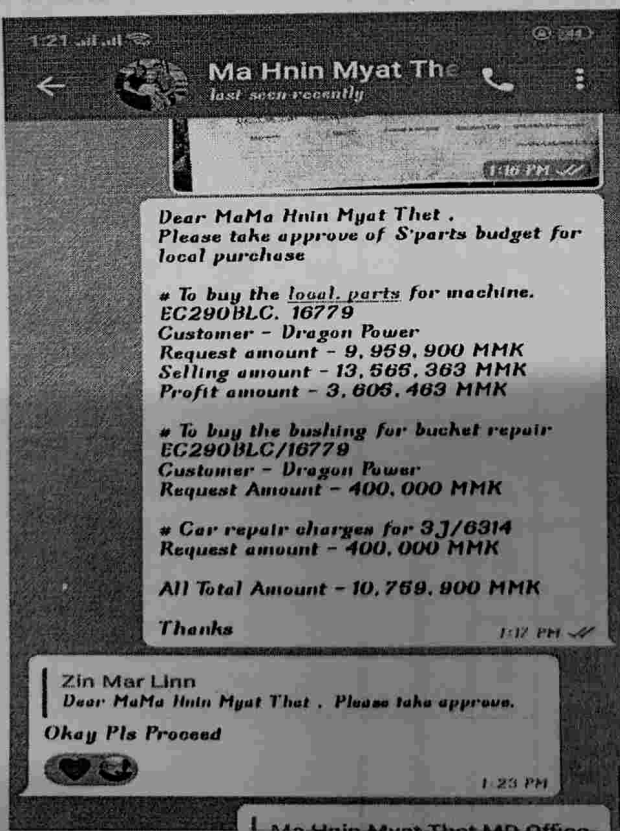 1:21
Ma Hnin Myat The
last seen recently
1:16 PM
Dear MaMa Hnin Myat Thet .
Please take approve of S'parts budget for
local purchase
# To buy the local. parts for machine.
EC290BLC. 16779
Customer - Dragon Power
Request amount - 9, 959, 900 MMK
Selling amount - 13, 565, 363 MMK
Profit amount - 3, 605, 463 MMK
# To buy the bushing for bucket repair
EC290BLC/16779
Customer - Dragon Power
Request Amount - 400, 000 MMK
# Car repair charges for 3J/6314
Request amount - 400, 000 MMK
All Total Amount - 10, 759, 900 MMK
Thanks
1:17 PM
Zin Mar Linn
Dear MaMa Hnin Myat Thet . Please take approve.
Okay Pls Proceed
1:23 PM
Ma Hnin Myat Thet MD Office